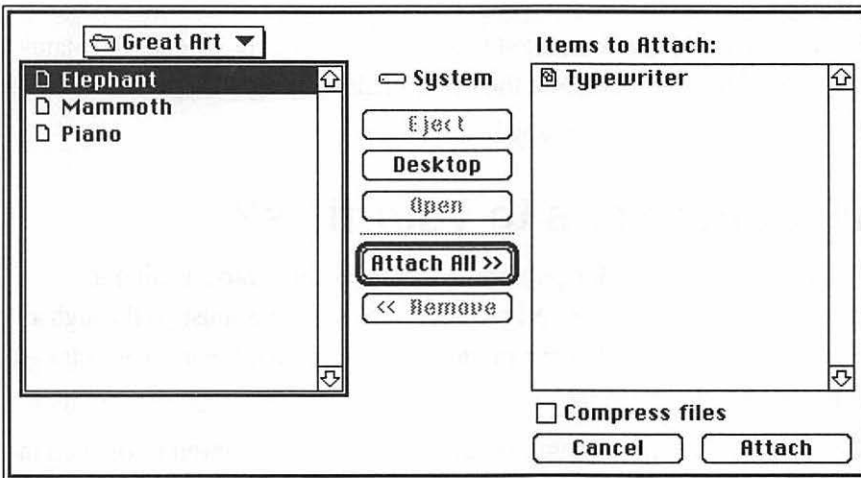 Great Art
Elephant
Mammoth
Piano
System
Eject
Desktop
Open
Attach All >>
<< Remove
Items to Attach:
Typewriter
Compress files
Cancel
Attach